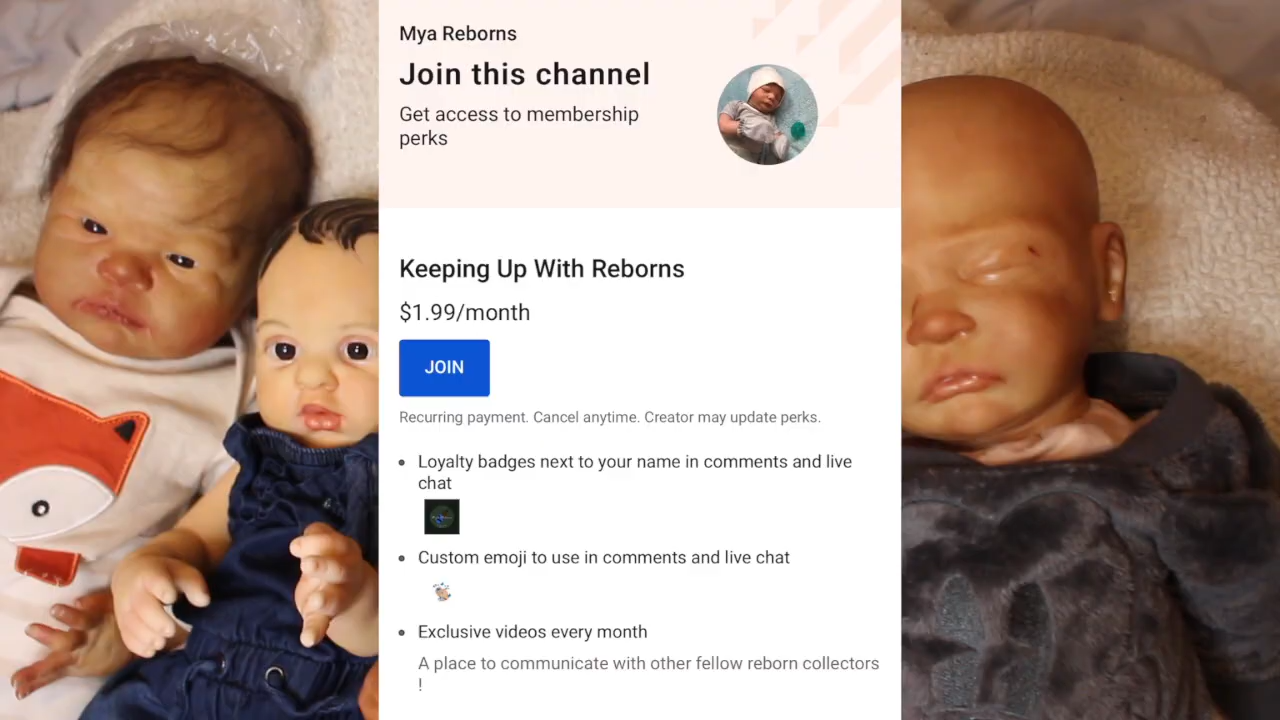 Mya Reborns
Join this channel
Get access to membership
perks
Keeping Up With Reborns
$1.99/month
JOIN
Recurring payment. Cancel anytime. Creator may update perks.
Loyalty badges next to your name in comments and live
chat
Custom emoji to use in comments and live chat
Exclusive videos every month
A place to communicate with other fellow reborn collectors
!